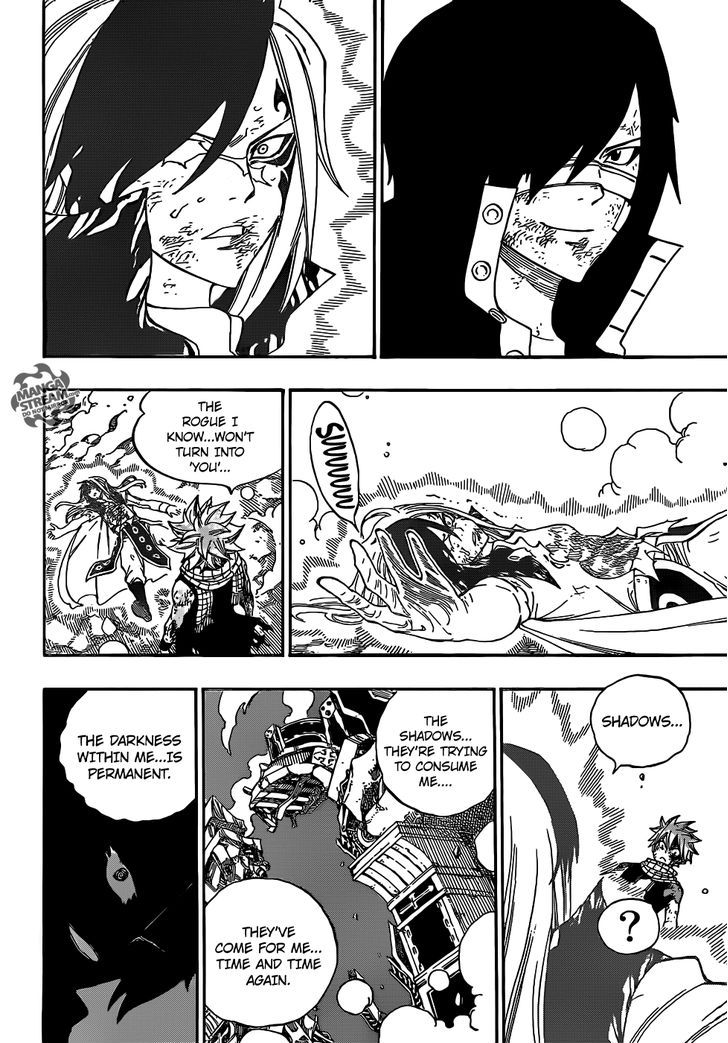 MANGA
STREAM
THE
ROGUE I
KNOW...WON'T
TURN INTO
'YOU'...
SUUUUUUU
SHADOWS...
?
THE
SHADOWS...
THEY'RE TRYING
TO CONSUME
ME....
THEY'VE
COME FOR ME...
TIME AND TIME
AGAIN.
THE DARKNESS
WITHIN ME...IS
PERMANENT.